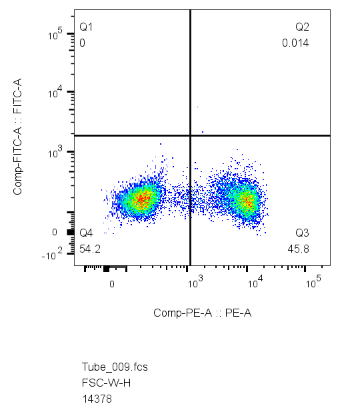 Q1
0
Q2
0.014
10^5
10^4
10^3
0
-10^2
Comp-FITC-A :: FITC-A
Q4
54.2
Q3
45.8
0
10^3
10^4
10^5
Comp-PE-A :: PE-A
Tube_009.fcs
FSC-W-H
14378